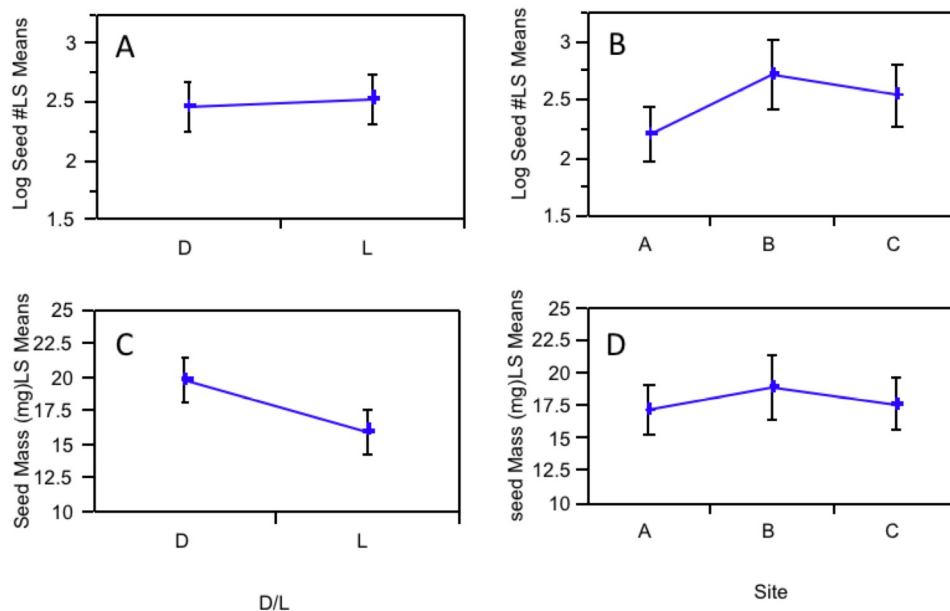 A
Log Seed #LS Means
3
2.5
2
1.5
D L
B
Log Seed #LS Means
3
2.5
2
1.5
A B C
C
Seed Mass (mg)LS Means
25
22.5
20
17.5
15
12.5
10
D L
D/L
D
seed Mass (mg)LS Means
25
22.5
20
17.5
15
12.5
10
A B C
Site